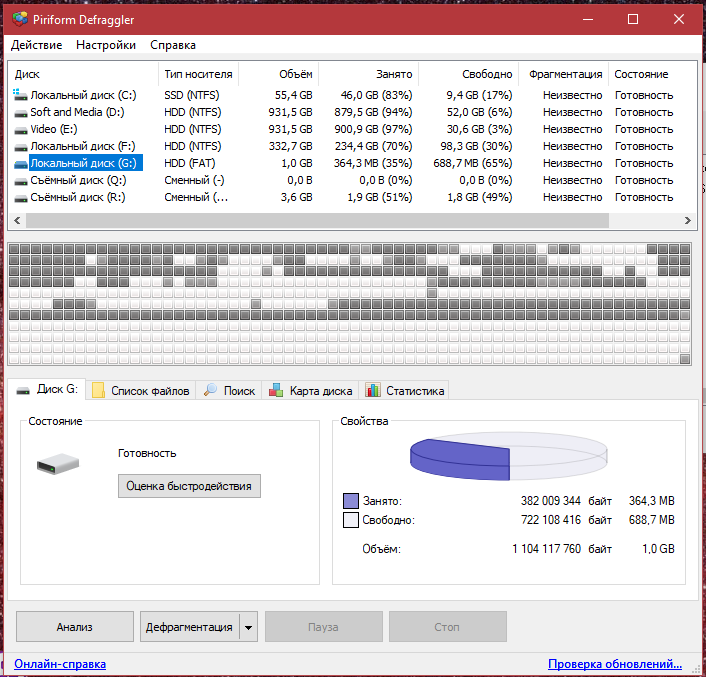 Piriform Defraggler
Действие Настройки Справка
Диск Тип носителя Объём Занято Свободно Фрагментация Состояние
Локальный диск (C:) SSD (NTFS) 55,4 GB 46,0 GB (83%) 9,4 GB (17%) Неизвестно Готовность
Soft and Media (D:) HDD (NTFS) 931,5 GB 879,5 GB (94%) 52,0 GB (6%) Неизвестно Готовность
Video (E:) HDD (NTFS) 931,5 GB 900,9 GB (97%) 30,6 GB (3%) Неизвестно Готовность
Локальный диск (F:) HDD (NTFS) 332,7 GB 234,4 GB (70%) 98,3 GB (30%) Неизвестно Готовность
Локальный диск (G:) HDD (FAT) 1,0 GB 364,3 MB (35%) 688,7 MB (65%) Неизвестно Готовность
Съёмный диск (Q:) Сменный (-) 0,0 B 0,0 B (0%) 0,0 B (0%) Неизвестно Готовность
Съёмный диск (R:) Сменный (... 3,6 GB 1,9 GB (51%) 1,8 GB (49%) Неизвестно Готовность
Диск G: Список файлов Поиск Карта диска Статистика
Состояние
Готовность
Оценка быстродействия
Свойства
Занято: 382 009 344 байт 364,3 MB
Свободно: 722 108 416 байт 688,7 MB
Объём: 1 104 117 760 байт 1,0 GB
Анализ Дефрагментация Пауза Стоп
Онлайн-справка Проверка обновлений...